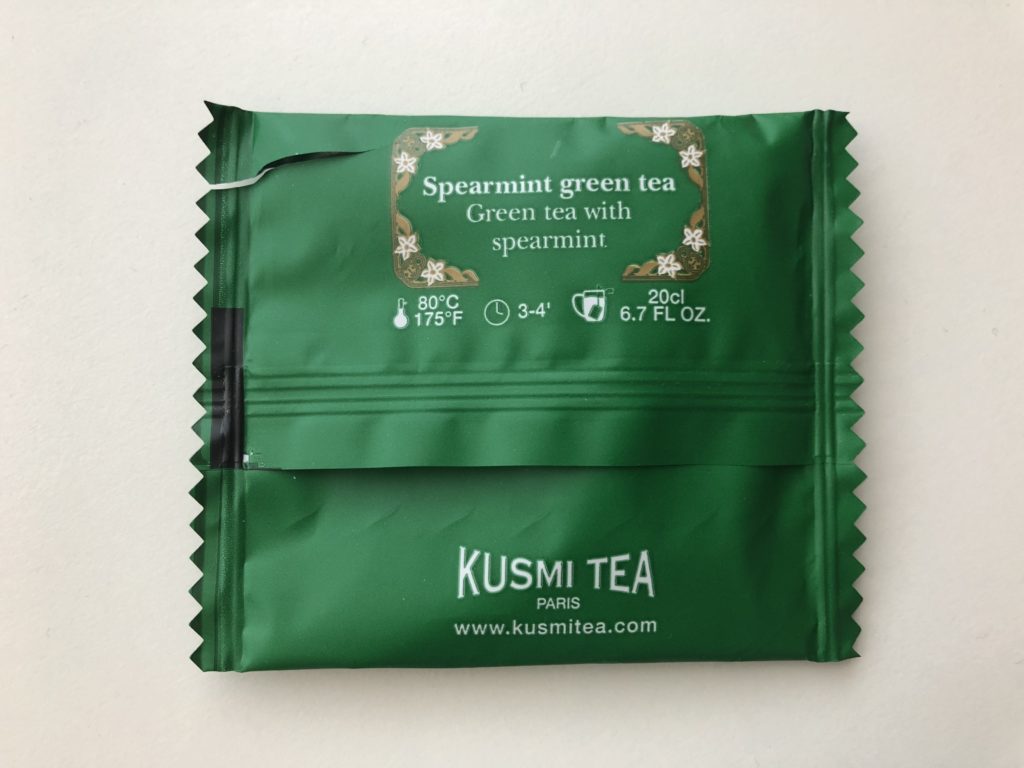 Spearmint green tea
Green tea with
spearmint
80°C
175°F
3-4'
20cl
6.7 FL OZ.
KUSMI TEA
PARIS
www.kusmitea.com